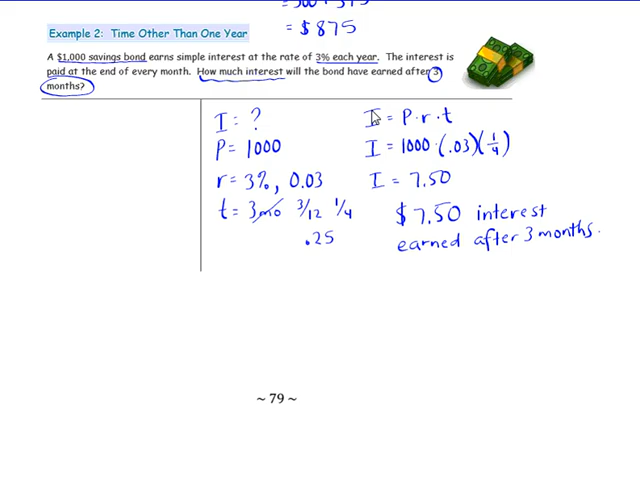 = $875
Example 2: Time Other Than One Year
A $1,000 savings bond earns simple interest at the rate of 3% each year. The interest is
paid at the end of every month. How much interest will the bond have earned after 3
months?
I = ?
P = 1000
r = 3%, 0.03
t = 3 mo 3/12 1/4
.25
I = P · r · t
I = 1000 · (.03)(1/4)
I = 7.50
$7.50 interest
earned after 3 months.
~ 79 ~